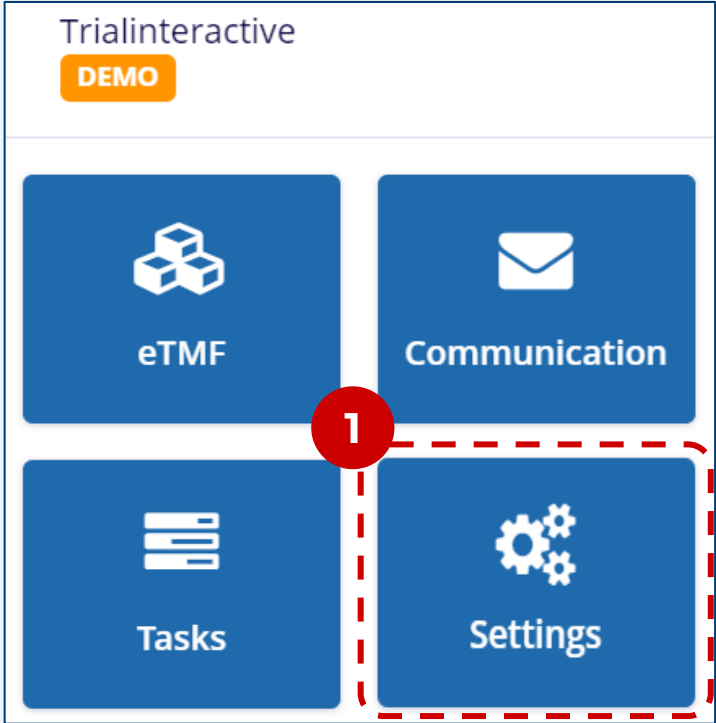 Trialinteractive
DEMO
eTMF
Communication
1
Tasks
Settings